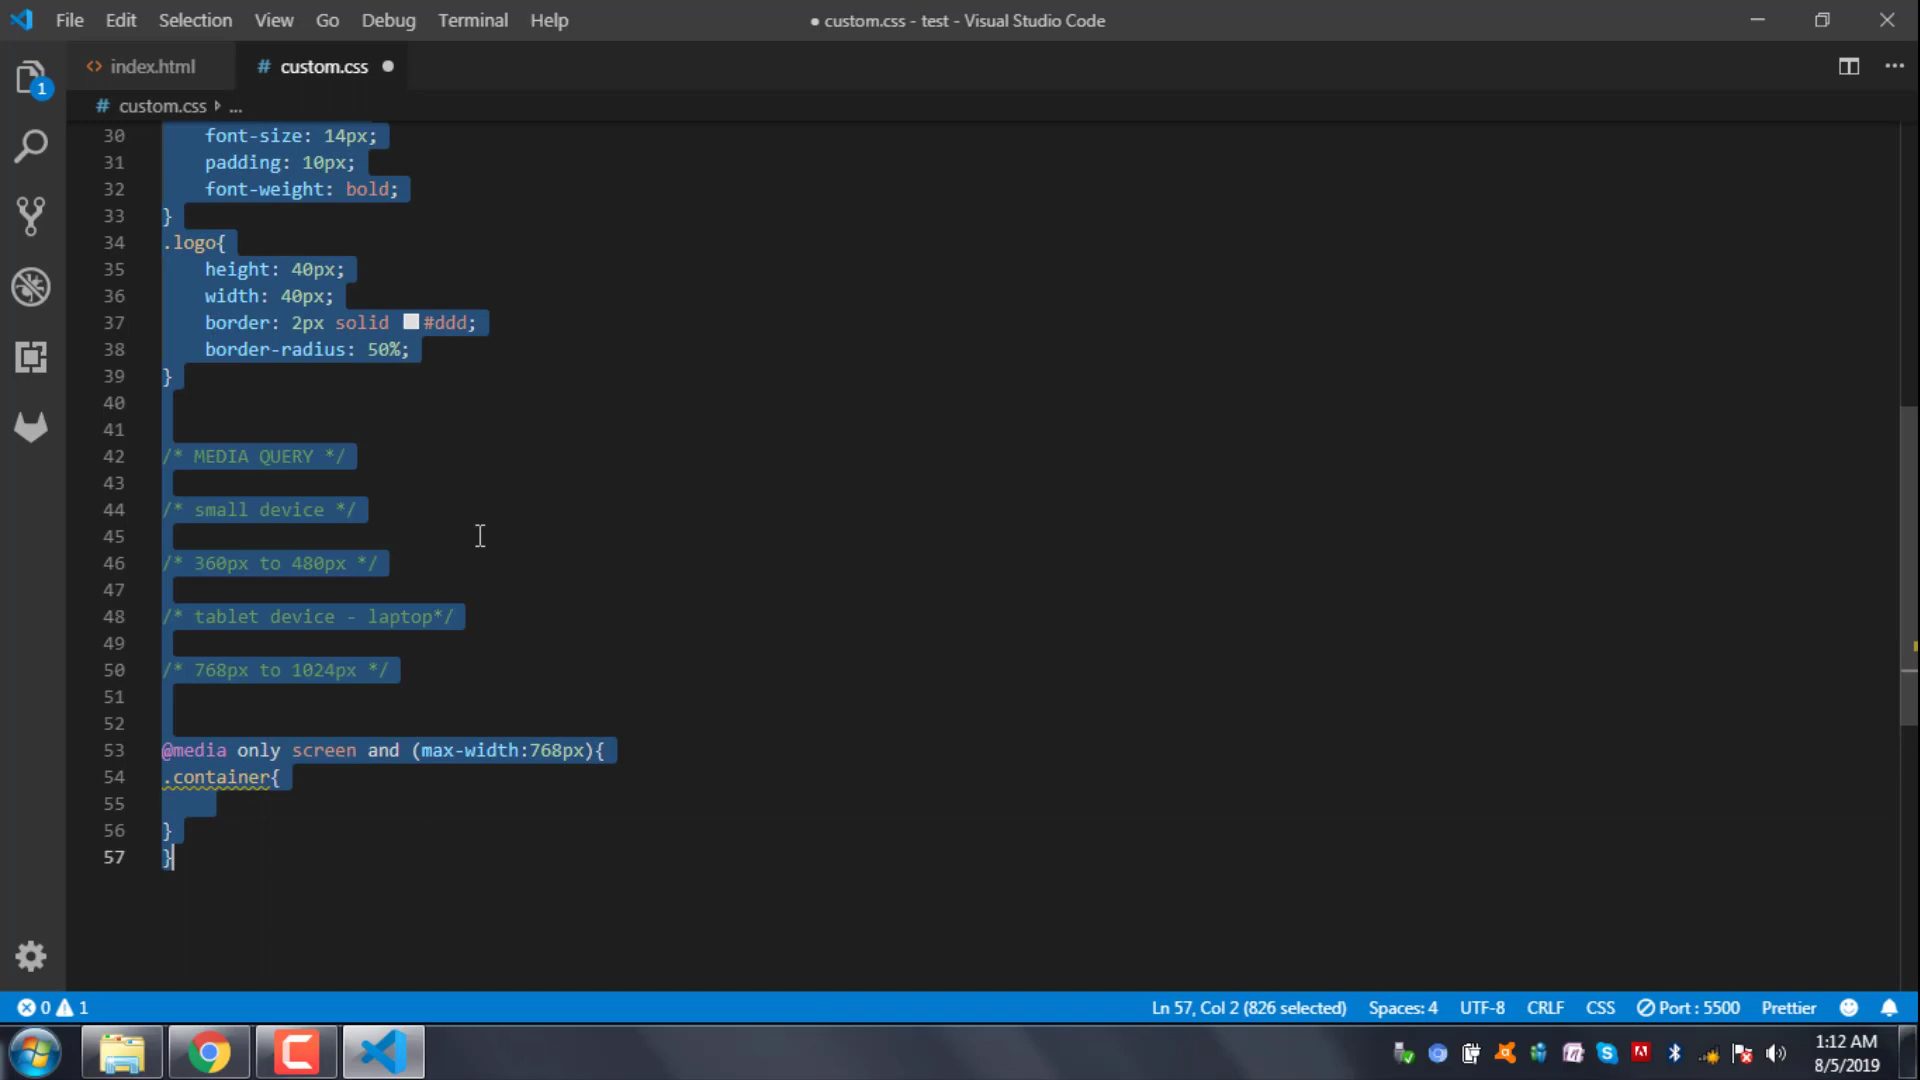 File Edit Selection View Go Debug Terminal Help ● custom.css - test - Visual Studio Code
1
<> index.html # custom.css ●
# custom.css ...
30 font-size: 14px;
31 padding: 10px;
32 font-weight: bold;
33 }
34 .logo{
35 height: 40px;
36 width: 40px;
37 border: 2px solid #ddd;
38 border-radius: 50%;
39 }
40
41
42 /* MEDIA QUERY */
43
44 /* small device */
45
46 /* 360px to 480px */
47
48 /* tablet device - laptop*/
49
50 /* 768px to 1024px */
51
52
53 @media only screen and (max-width:768px){
54 .container{
55
56 }
57 }
0 1 Ln 57, Col 2 (826 selected) Spaces: 4 UTF-8 CRLF CSS Port : 5500 Prettier
1:12 AM
8/5/2019